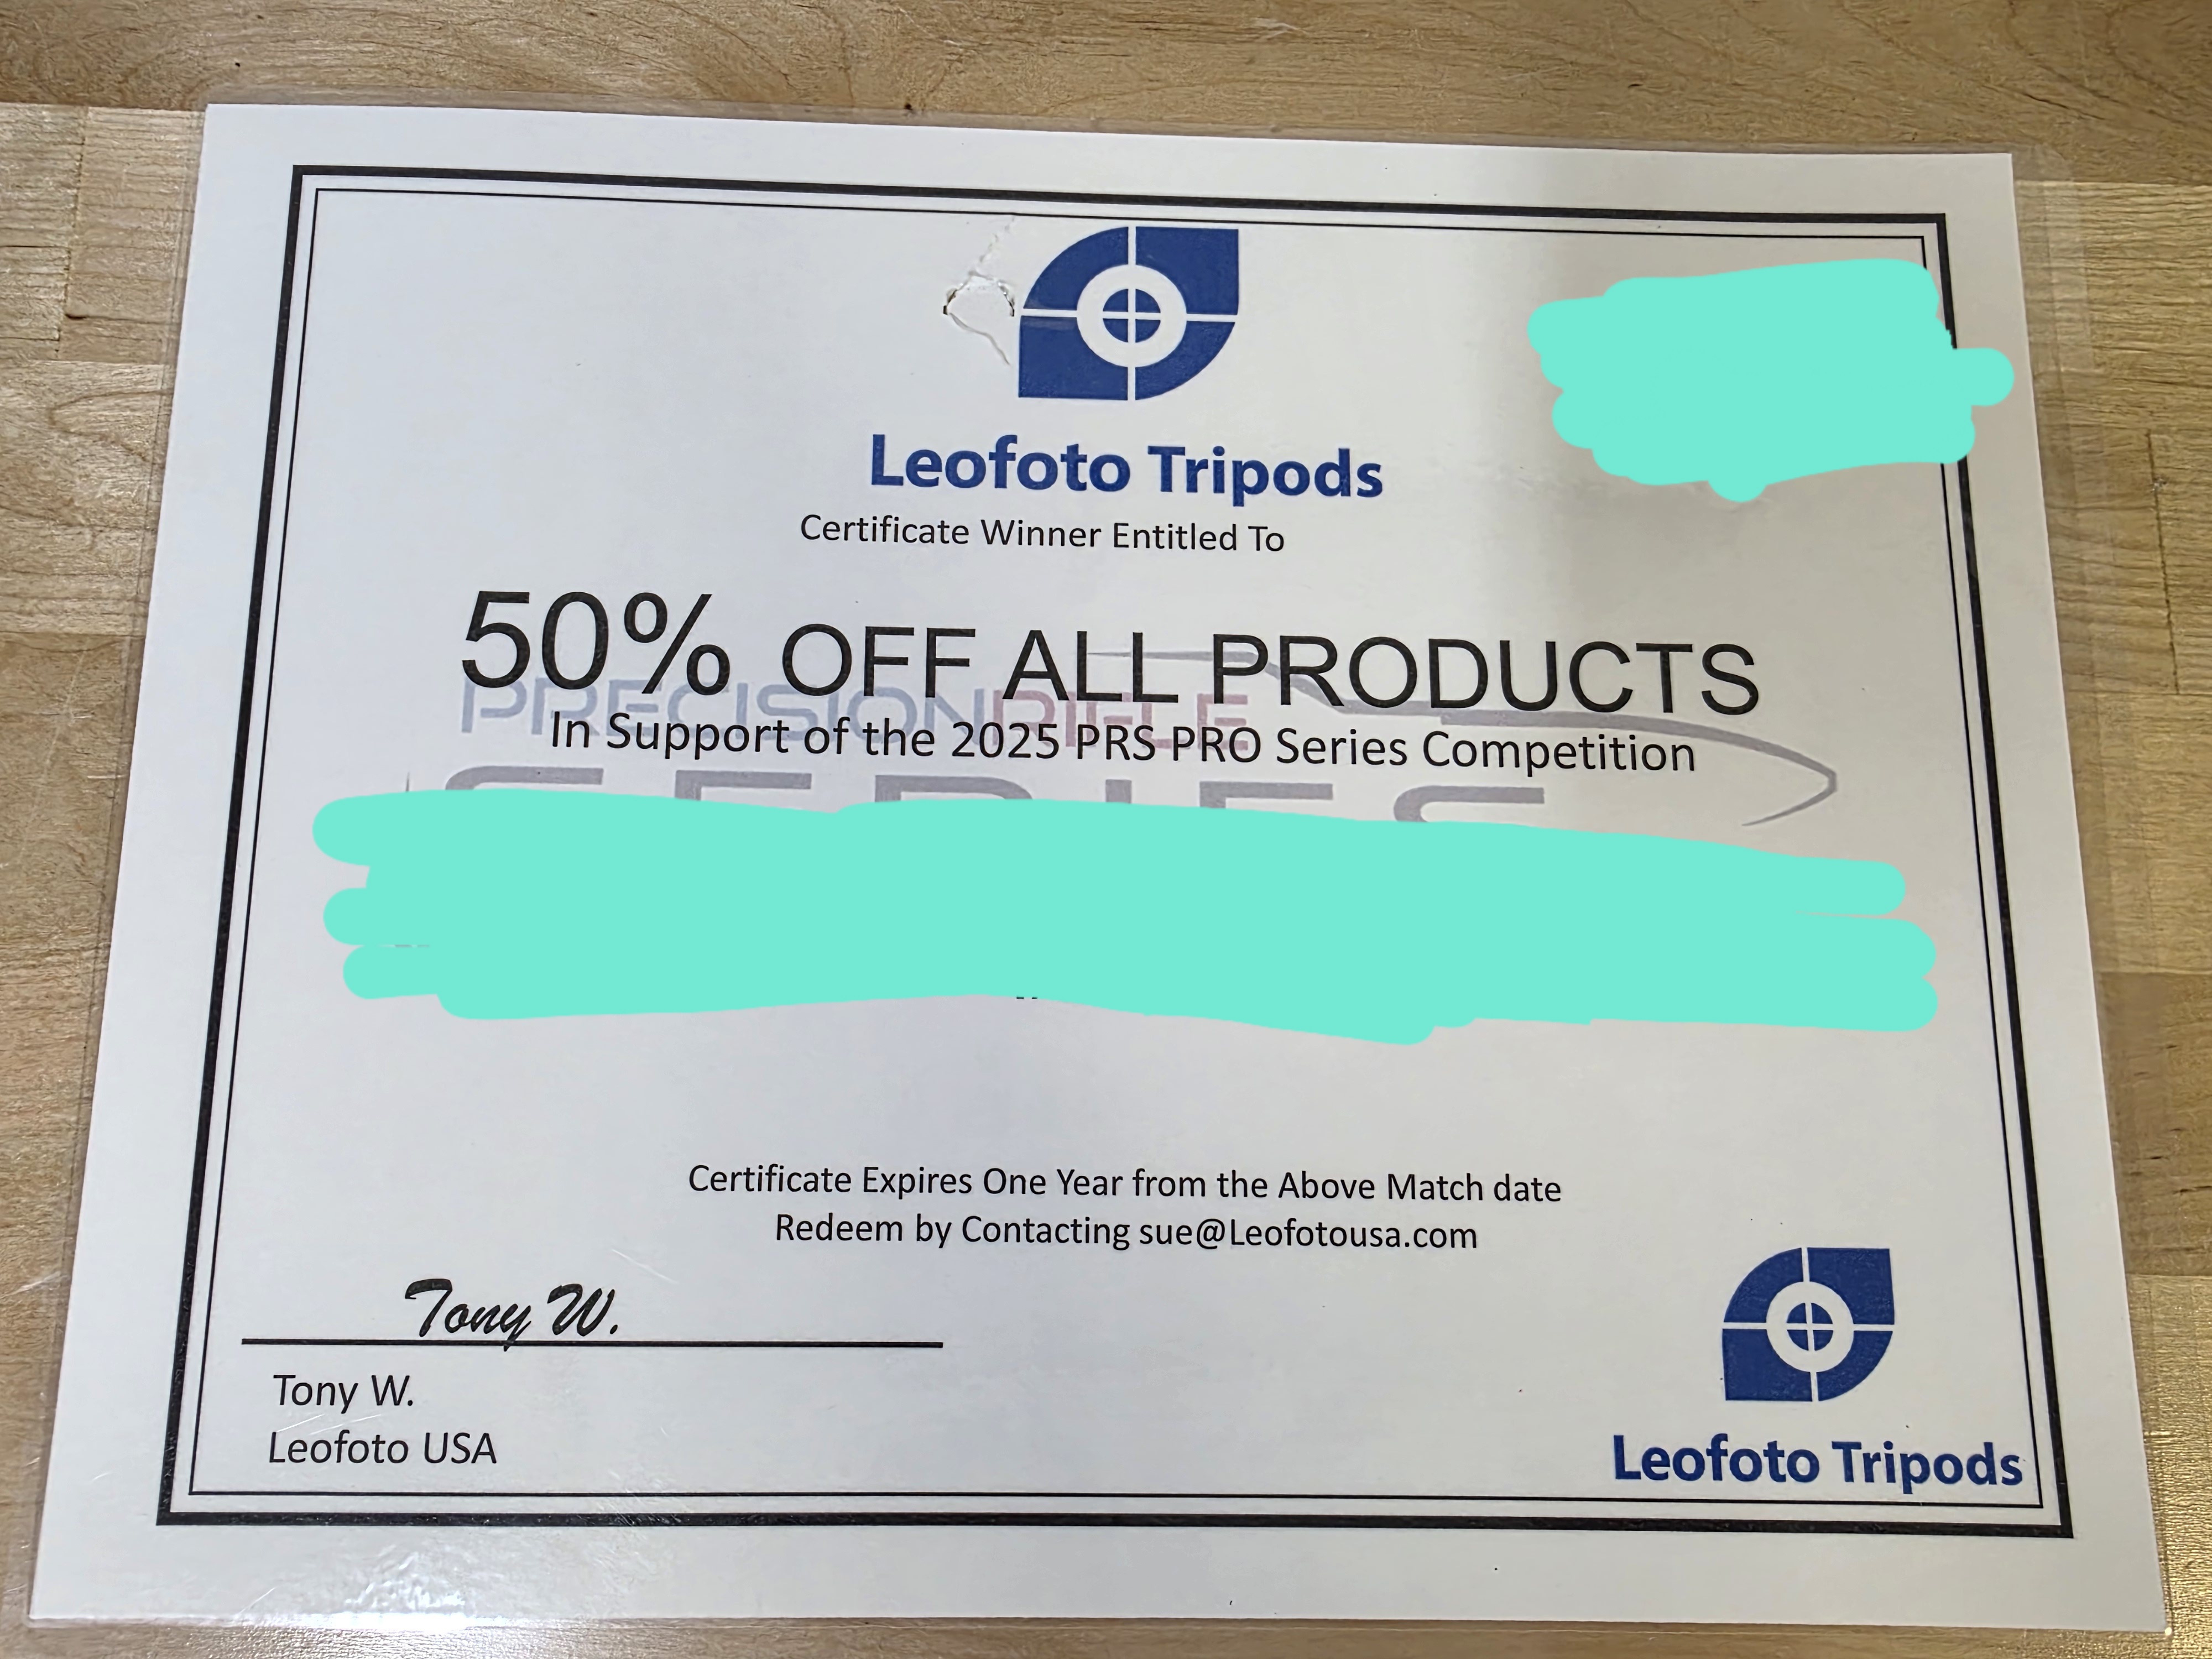 Leofoto Tripods
Certificate Winner Entitled To
50% OFF ALL PRODUCTS
PRECISIONRIFLE
In Support of the 2025 PRS PRO Series Competition
SERIES
Certificate Expires One Year from the Above Match date
Redeem by Contacting sue@Leofotousa.com
Tony W.
Tony W.
Leofoto USA
Leofoto Tripods